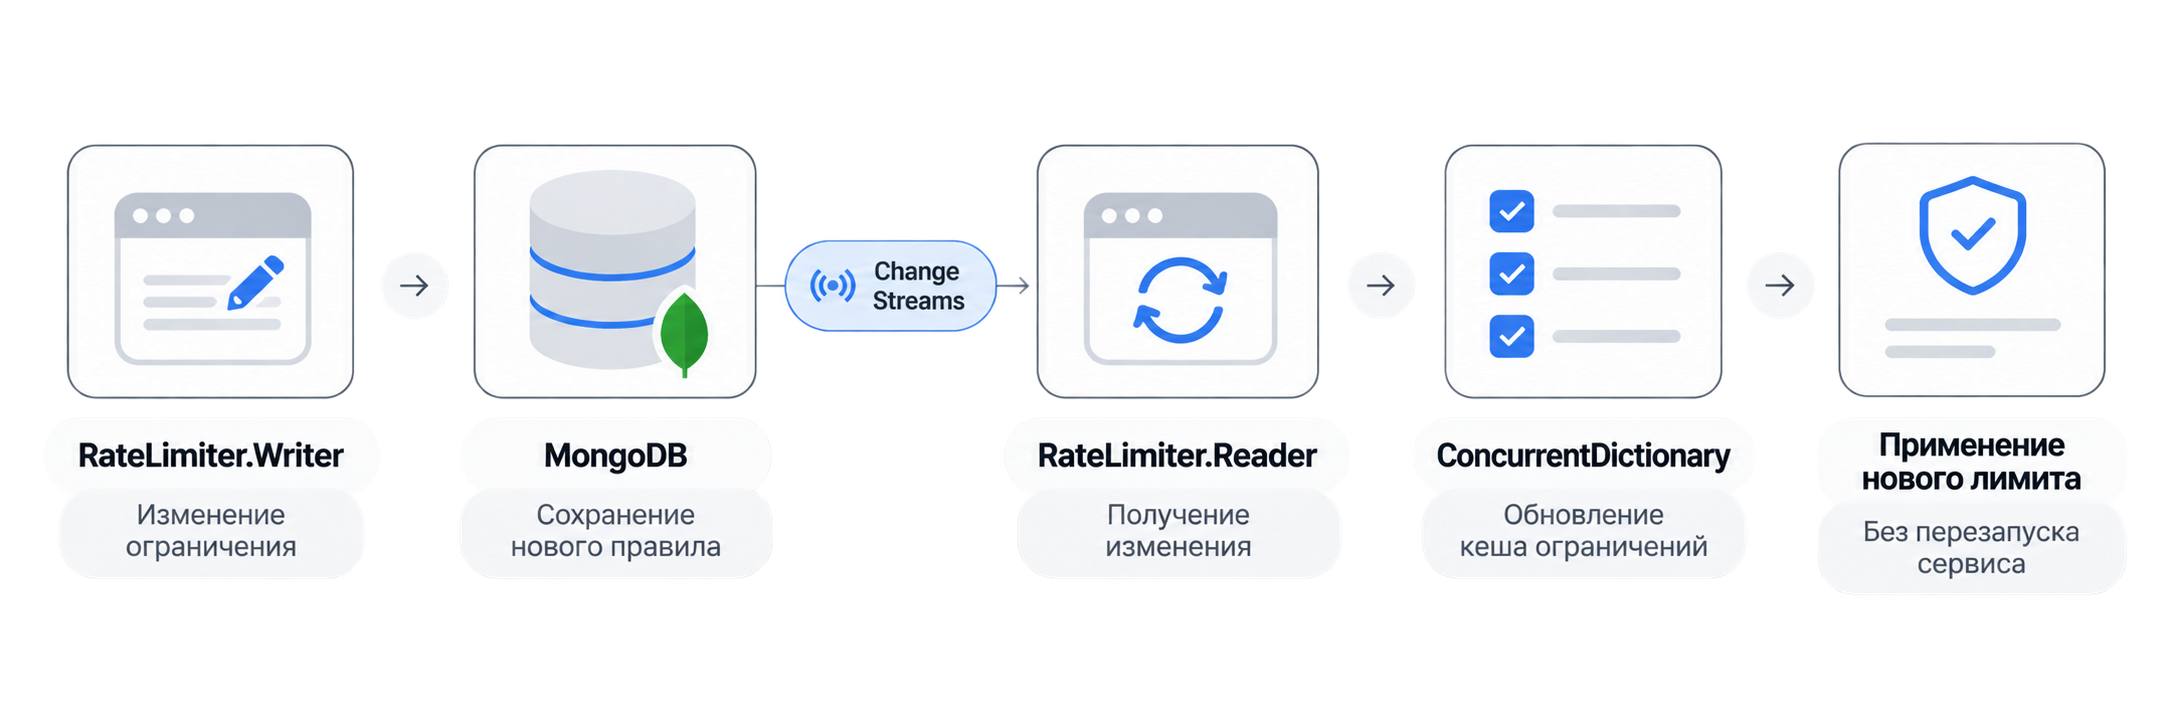 Change
Streams
RateLimiter.Writer
Изменение
ограничения
MongoDB
Сохранение
нового правила
RateLimiter.Reader
Получение
изменения
ConcurrentDictionary
Обновление
кеша ограничений
Применение
нового лимита
Без перезапуска
сервиса